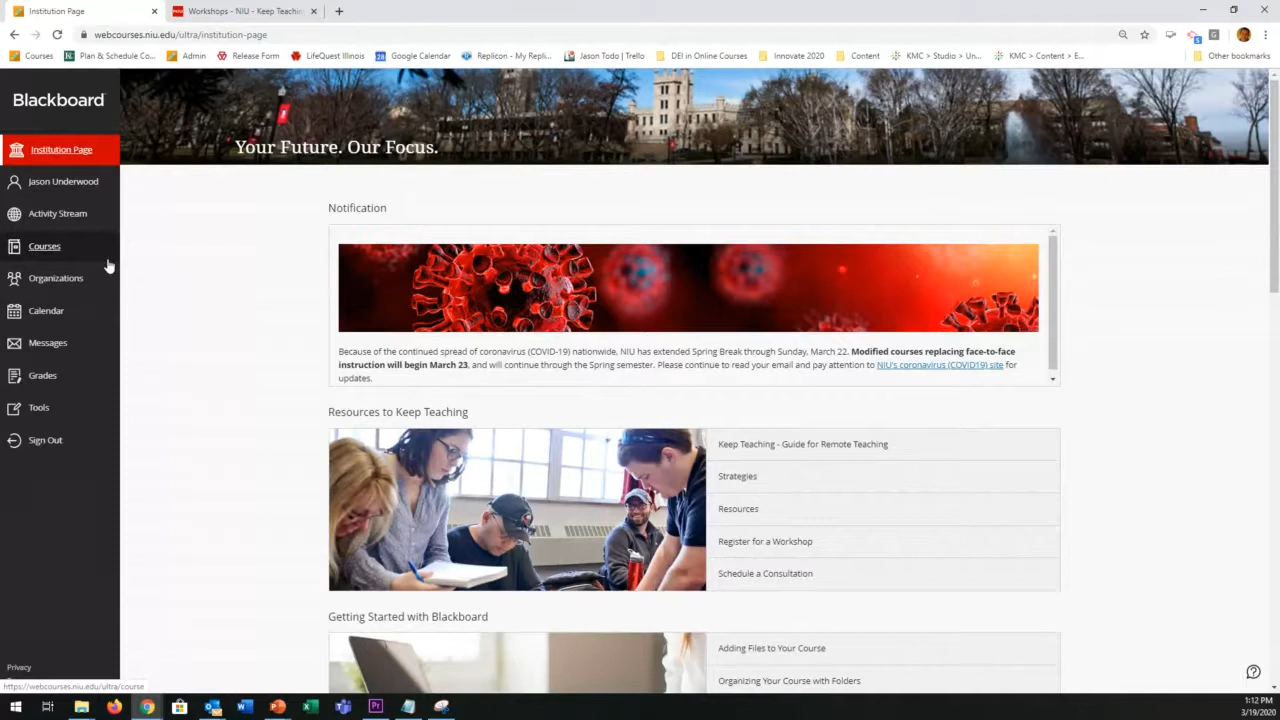 Institution Page
Workshops - NIU - Keep Teachin
webcourses.niu.edu/ultra/institution-page
Courses
Plan & Schedule Co...
Admin
Release Form
LifeQuest Illinois
Google Calendar
Replicon - My Repli...
Jason Todo | Trello
DEI in Online Courses
Innovate 2020
Content
KMC > Studio > Un...
KMC > Content > E...
Other bookmarks
Blackboard
Institution Page
Jason Underwood
Activity Stream
Courses
Organizations
Calendar
Messages
Grades
Tools
Sign Out
Privacy
https://webcourses.niu.edu/ultra/course
Your Future. Our Focus.
Notification
Because of the continued spread of coronavirus (COVID-19) nationwide, NIU has extended Spring Break through Sunday, March 22. Modified courses replacing face-to-face
instruction will begin March 23, and will continue through the Spring semester. Please continue to read your email and pay attention to NIU's coronavirus (COVID19) site for
updates.
Resources to Keep Teaching
Keep Teaching - Guide for Remote Teaching
Strategies
Resources
Register for a Workshop
Schedule a Consultation
Getting Started with Blackboard
Adding Files to Your Course
Organizing Your Course with Folders
1:12 PM
3/19/2020